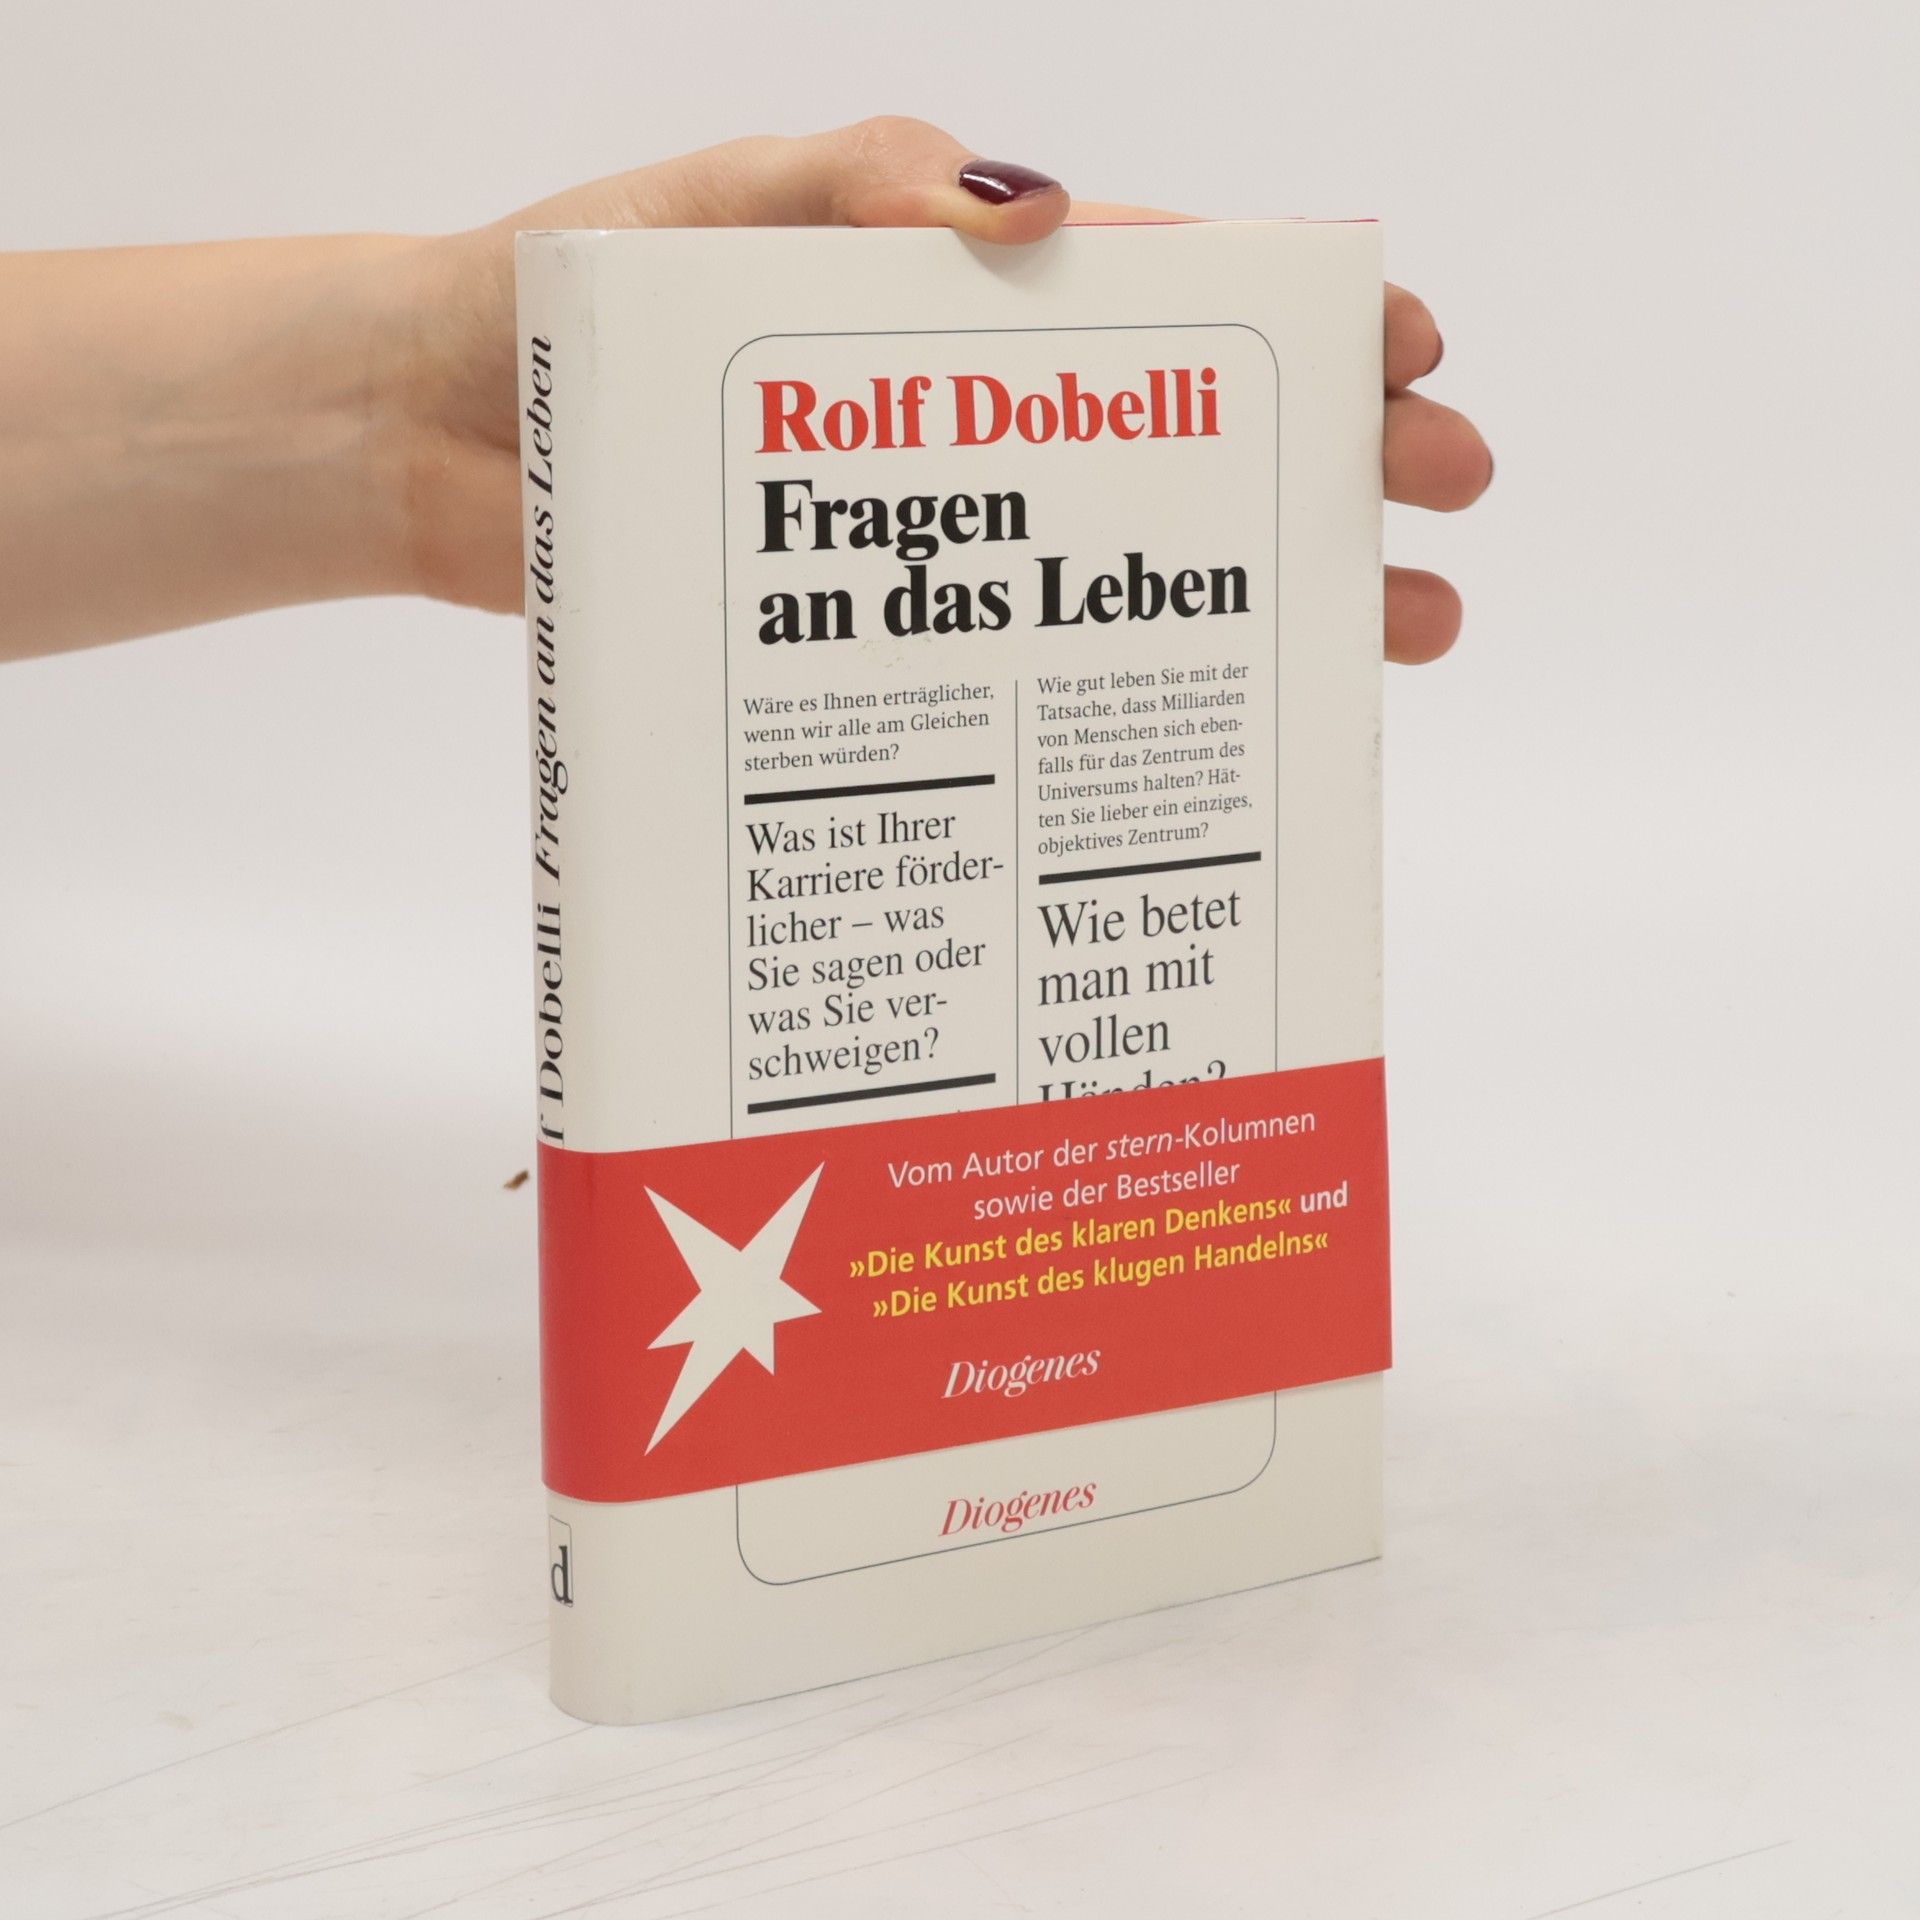 f Dobelli Fragen an das Leben
d
Rolf Dobelli
Fragen
an das Leben
Wäre es Ihnen erträglicher,
wenn wir alle am Gleichen
sterben würden?
Was ist Ihrer
Karriere förder-
licher – was
Sie sagen oder
was Sie ver-
schweigen?
Wie gut leben Sie mit der
Tatsache, dass Milliarden
von Menschen sich eben-
falls für das Zentrum des
Universums halten? Hät-
ten Sie lieber ein einziges,
objektives Zentrum?
Wie betet
man mit
vollen
Händen?
Vom Autor der stern-Kolumnen
sowie der Bestseller
»Die Kunst des klaren Denkens« und
»Die Kunst des klugen Handelns«
Diogenes
Diogenes